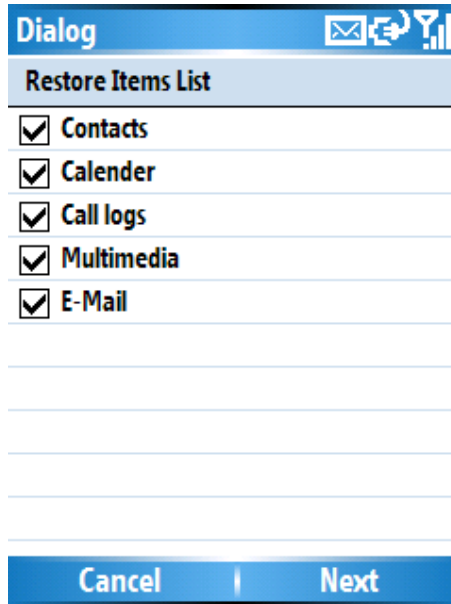 Dialog
Restore Items List
Contacts
Calender
Call logs
Multimedia
E-Mail
Cancel Next